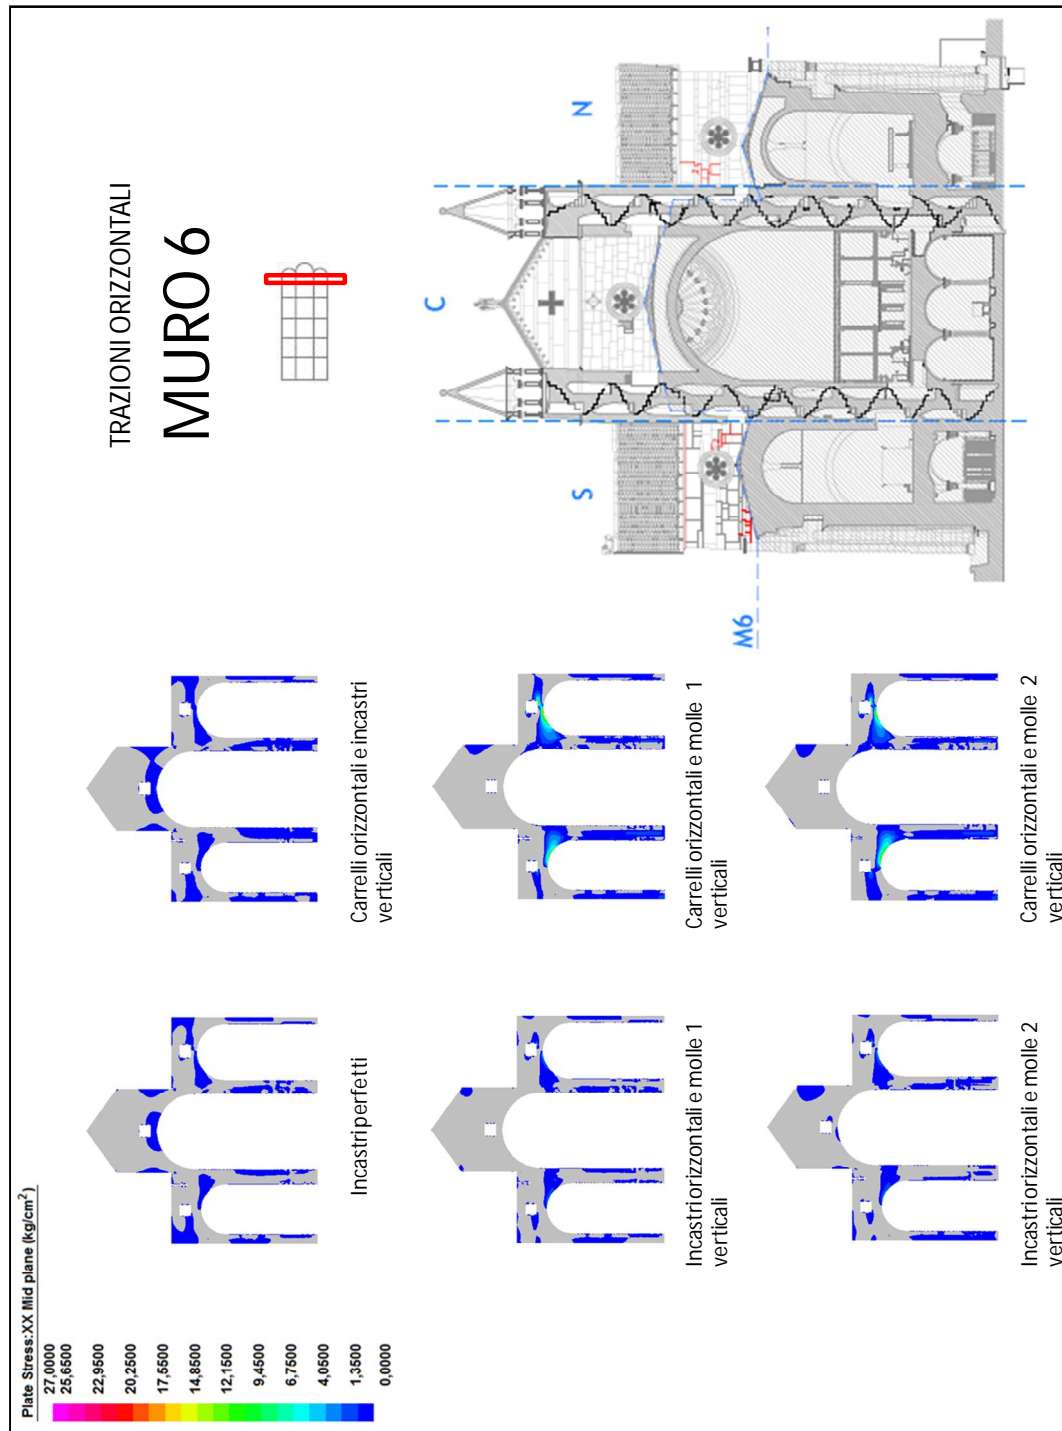 TRAZIONI ORIZZONTALI
MURO 6
Plate Stress:XX Mid plane (kg/cm²)
27,0000
25,6500
22,9500
20,2500
17,5500
14,8500
12,1500
9,4500
6,7500
4,0500
1,3500
0,0000
Incastri perfetti
Carrelli orizzontali e incastri
verticali
Incastri orizzontali e molle 1
verticali
Carrelli orizzontali e molle 1
verticali
Incastri orizzontali e molle 2
verticali
Carrelli orizzontali e molle 2
verticali
S
C
N
M6